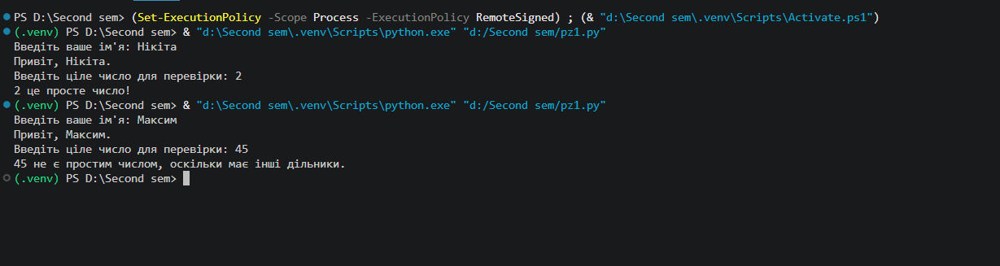 PS D:\Second sem> (Set-ExecutionPolicy -Scope Process -ExecutionPolicy RemoteSigned) ; (& "d:\Second sem\.venv\Scripts\Activate.ps1")
(.venv) PS D:\Second sem> & "d:\Second sem\.venv\Scripts\python.exe" "d:/Second sem/pz1.py"
Введіть ваше ім'я: Нікіта
Привіт, Нікіта.
Введіть ціле число для перевірки: 2
2 це просте число!
(.venv) PS D:\Second sem> & "d:\Second sem\.venv\Scripts\python.exe" "d:/Second sem/pz1.py"
Введіть ваше ім'я: Максим
Привіт, Максим.
Введіть ціле число для перевірки: 45
45 не є простим числом, оскільки має інші дільники.
(.venv) PS D:\Second sem>